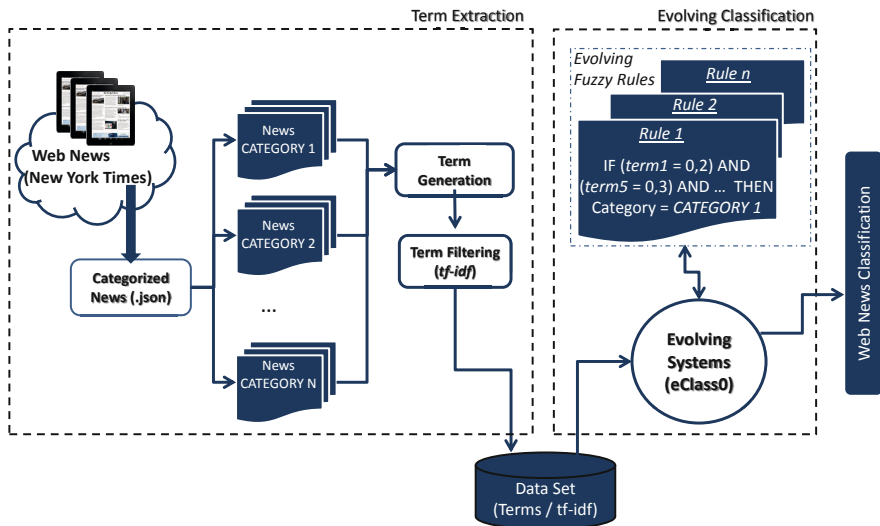 Term Extraction
Web News
(New York Times)
Categorized
News (.json)
News
CATEGORY 1
News
CATEGORY 2
...
News
CATEGORY N
Term
Generation
Term Filtering
(tf-idf)
Data Set
(Terms / tf-idf)
Evolving Classification
Evolving
Fuzzy Rules
Rule n
Rule 2
Rule 1
IF (term1 = 0,2) AND
(term5 = 0,3) AND ... THEN
Category = CATEGORY 1
Evolving
Systems
(eClass0)
Web News Classification